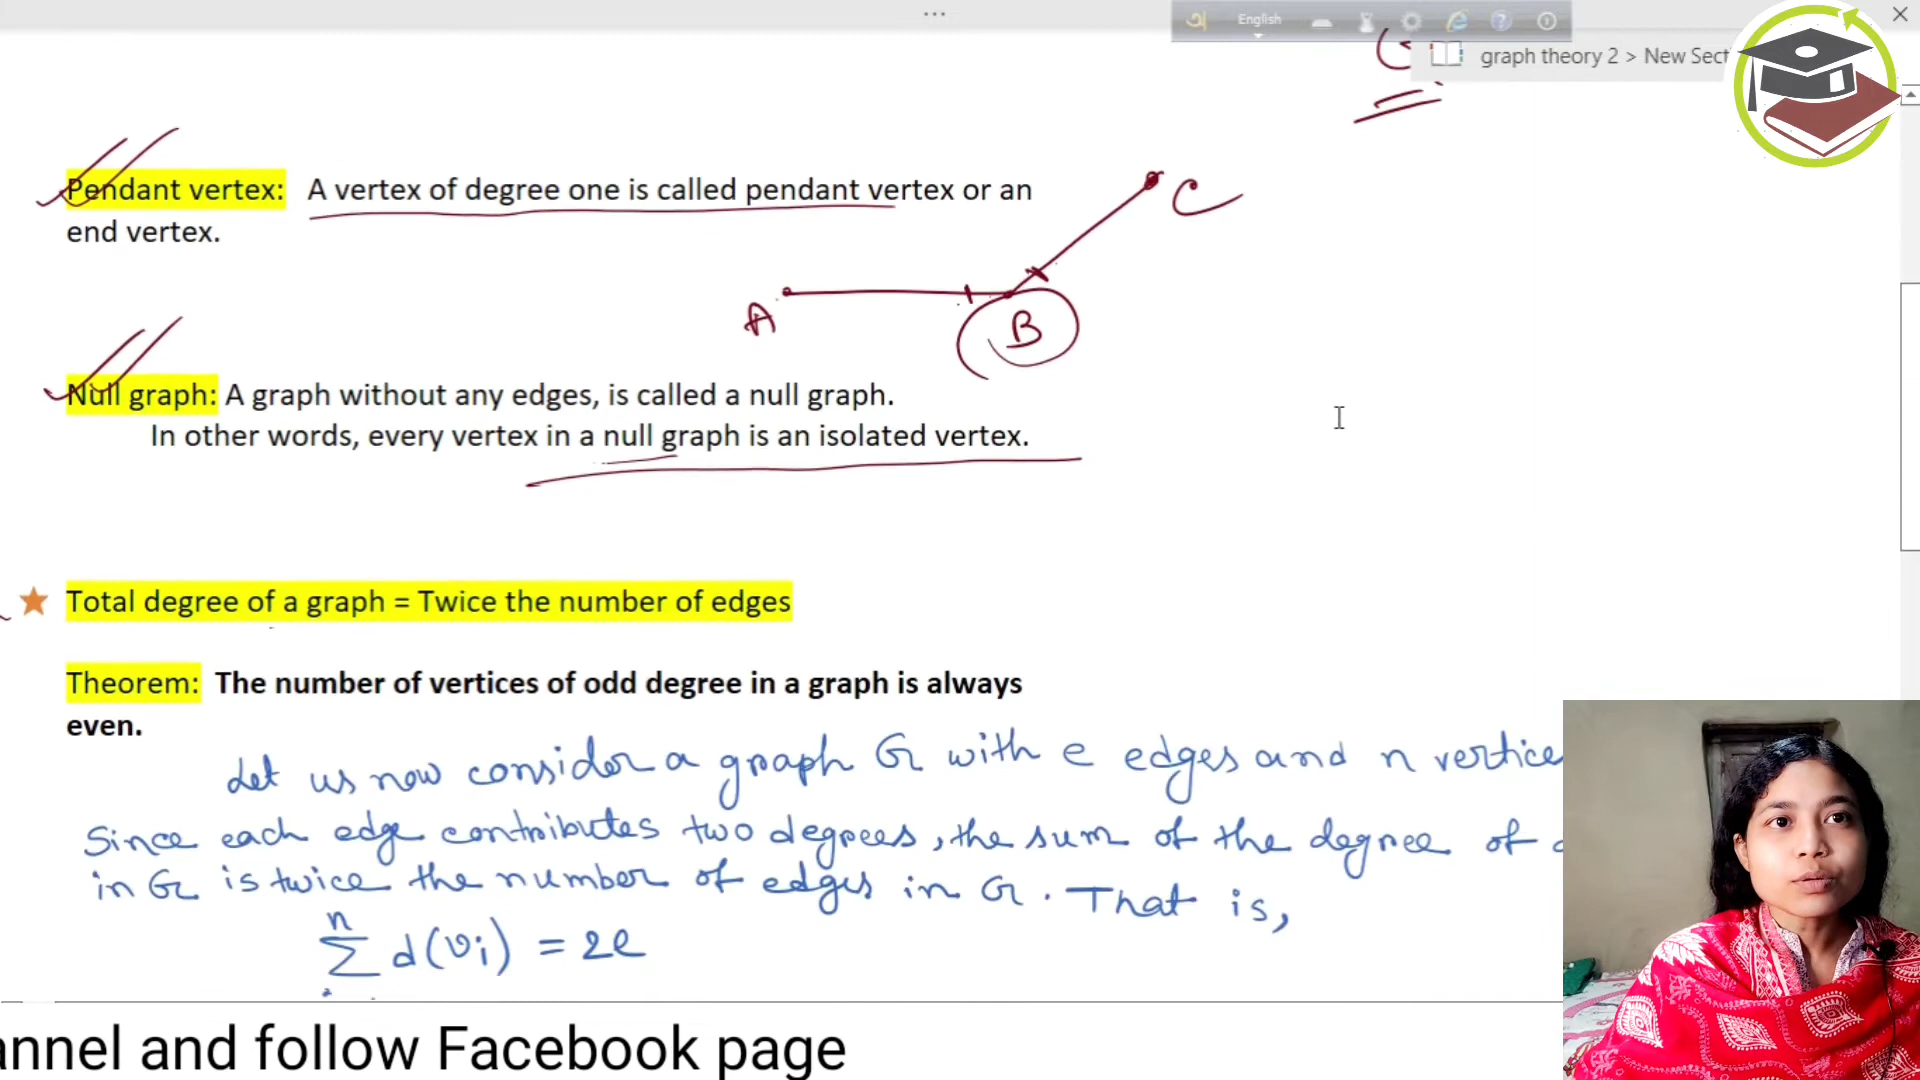 English
graph theory 2 > New Sect
Pendant vertex: A vertex of degree one is called pendant vertex or an
end vertex.
C
A
B
Null graph: A graph without any edges, is called a null graph.
In other words, every vertex in a null graph is an isolated vertex.
Total degree of a graph = Twice the number of edges
Theorem: The number of vertices of odd degree in a graph is always
even.
Let us now consider a graph G with e edges and n vertice
Since each edge contributes two degrees, the sum of the degree of
in G is twice the number of edges in G. That is,
n
Σ d(vi) = 2e
annel and follow Facebook page